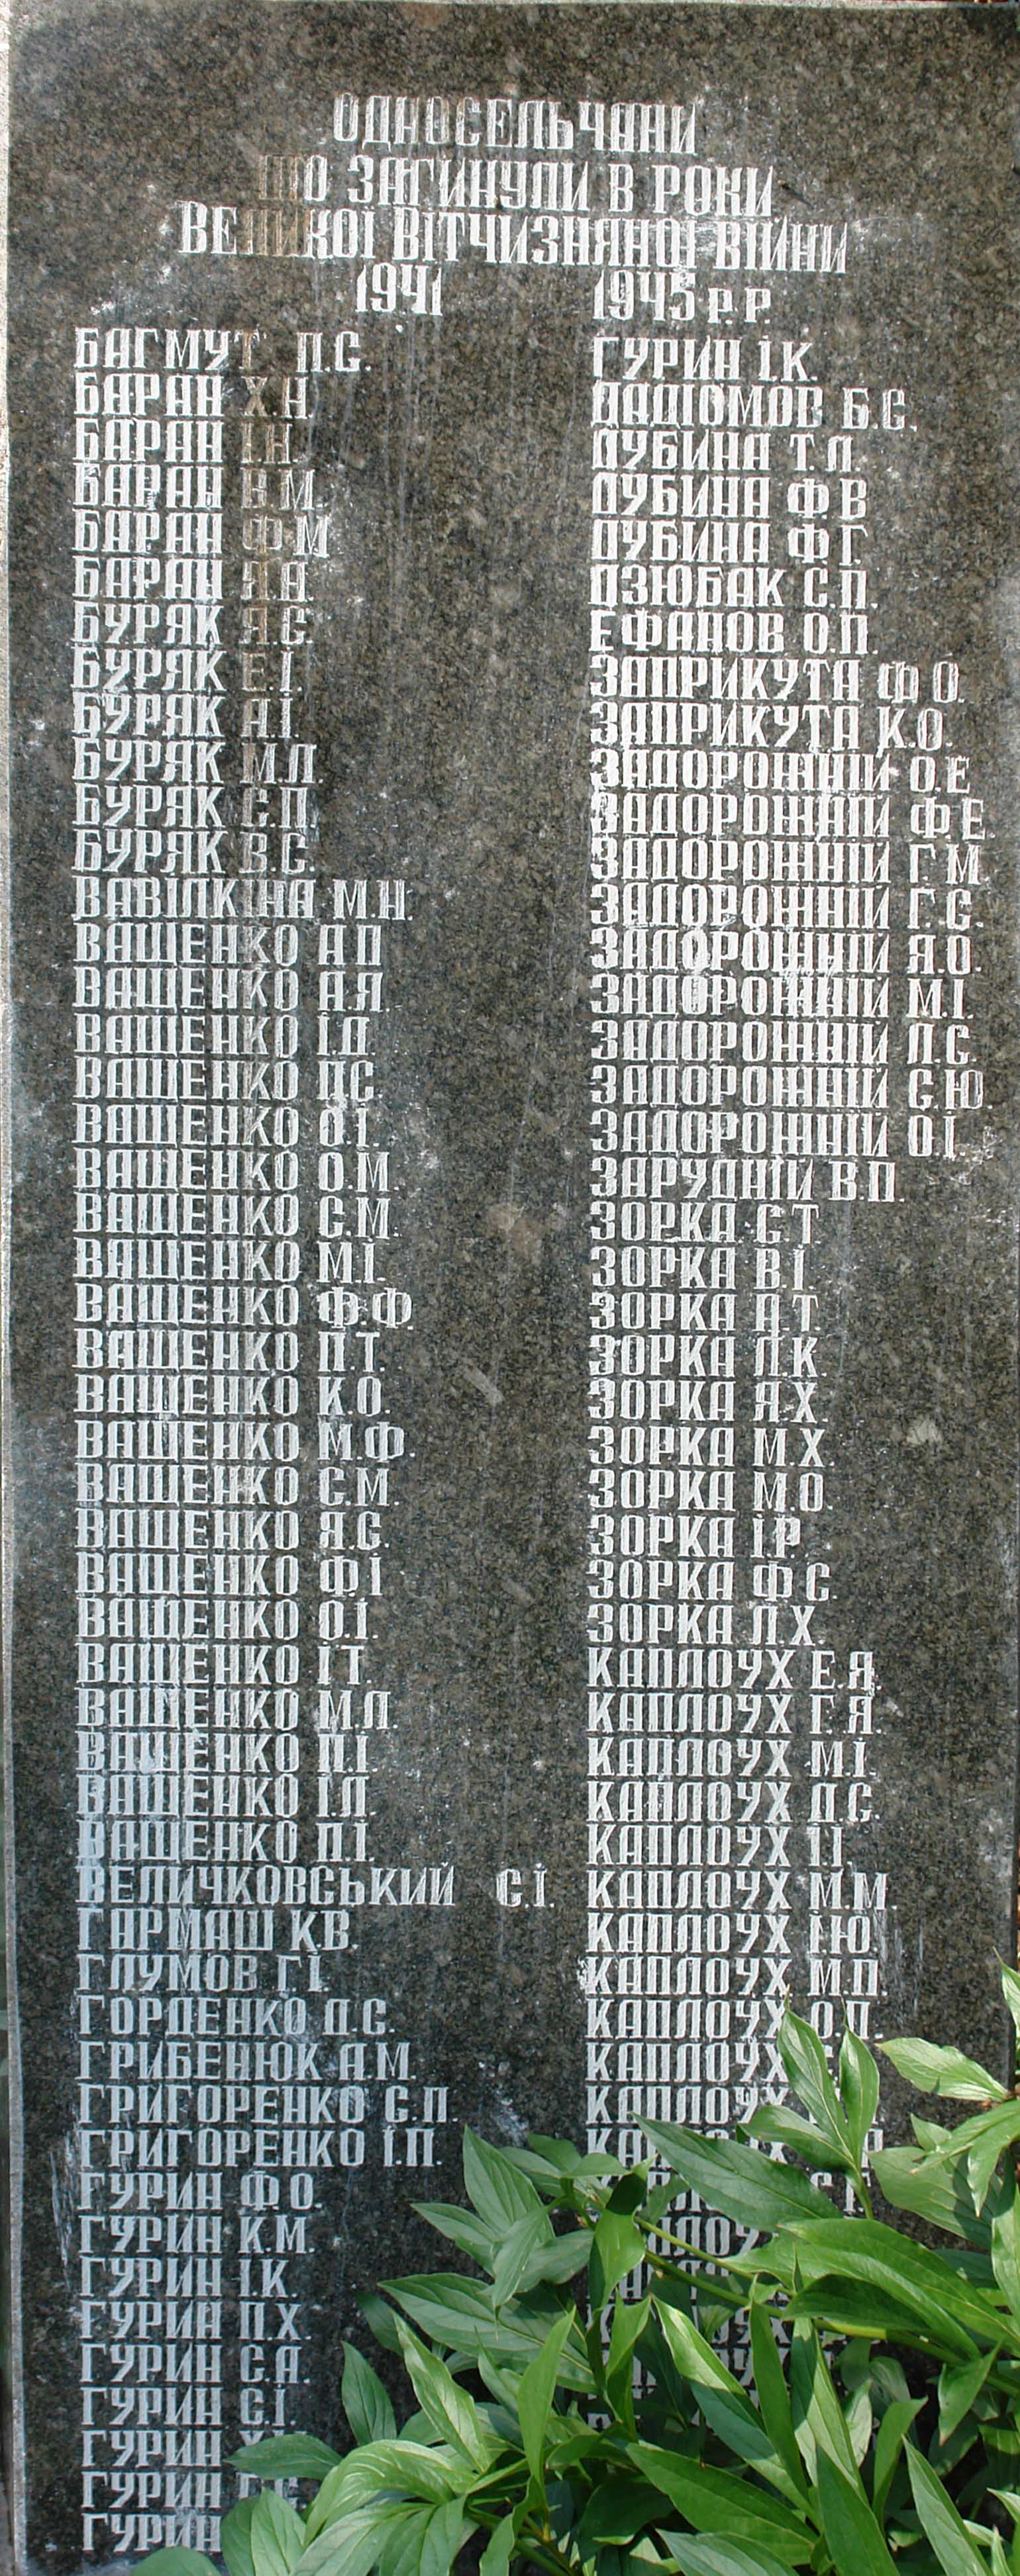 ОДНОСЕЛЬЧАНИ
ЩО ЗАГИНУЛИ В РОКИ
ВЕЛИКОЇ ВІТЧИЗНЯНОЇ ВІЙНИ
1941 1945 р.р.
БАГМУТ П.С.
БАРАН Х.Н.
БАРАН І.Н.
БАРАН В.М.
БАРАН Ф.М.
БАРАН Я.Я.
БУРЯК Я.С.
БУРЯК Е.І.
БУРЯК А.І.
БУРЯК М.Л.
БУРЯК С.П.
БУРЯК В.С.
ВАВІЛКІНА М.Н.
ВАЩЕНКО А.П.
ВАЩЕНКО А.Я.
ВАЩЕНКО І.Д.
ВАЩЕНКО П.С.
ВАЩЕНКО О.І.
ВАЩЕНКО О.М.
ВАЩЕНКО С.М.
ВАЩЕНКО М.І.
ВАЩЕНКО Ф.Ф.
ВАЩЕНКО П.Т.
ВАЩЕНКО К.О.
ВАЩЕНКО М.Ф.
ВАЩЕНКО С.М.
ВАЩЕНКО Я.С.
ВАЩЕНКО Ф.І.
ВАЩЕНКО О.І.
ВАЩЕНКО І.Т.
ВАЩЕНКО М.Л.
ВАЩЕНКО П.І.
ВАЩЕНКО І.Л.
ВАЩЕНКО П.І.
ВЕЛИЧКОВСЬКИЙ С.І.
ГАРМАШ К.В.
ГЛУМОВ Г.І.
ГОРДЕНКО Д.С.
ГРИБЕНЮК А.М.
ГРИГОРЕНКО С.П.
ГРИГОРЕНКО І.П.
ГУРИН Ф.О.
ГУРИН К.М.
ГУРИН І.К.
ГУРИН П.Х.
ГУРИН С.А.
ГУРИН С.І.
ГУРИН
ГУРИН
ГУРИН
ГУРИН І.К.
ДАДІОМОВ Б.С.
ДУБИНА Т.Л.
ДУБИНА Ф.В.
ДУБИНА Ф.Г.
ДЗЮБАК С.П.
ЕФАНОВ О.П.
ЗАПРИКУТА Ф.О.
ЗАПРИКУТА К.О.
ЗАДОРОЖНІЙ О.Е.
ЗАДОРОЖНІЙ Ф.Е.
ЗАДОРОЖНІЙ Г.М.
ЗАДОРОЖНІЙ Г.С.
ЗАДОРОЖНІЙ Я.О.
ЗАДОРОЖНІЙ М.І.
ЗАДОРОЖНІЙ П.С.
ЗАДОРОЖНІЙ С.Ю.
ЗАДОРОЖНІЙ О.І.
ЗАРУДНІЙ В.П.
ЗОРКА С.Т.
ЗОРКА В.І.
ЗОРКА А.Т.
ЗОРКА Л.К.
ЗОРКА Я.Х.
ЗОРКА М.Х.
ЗОРКА М.О.
ЗОРКА І.Р.
ЗОРКА Ф.С.
ЗОРКА Л.Х.
КАПЛОУХ Е.Я.
КАПЛОУХ Г.Я.
КАПЛОУХ М.І.
КАПЛОУХ Д.С.
КАПЛОУХ І.І.
КАПЛОУХ М.М.
КАПЛОУХ І.Ю.
КАПЛОУХ М.П.
КАПЛОУХ О.П.
КАПЛОУХ
КАПЛОУХ